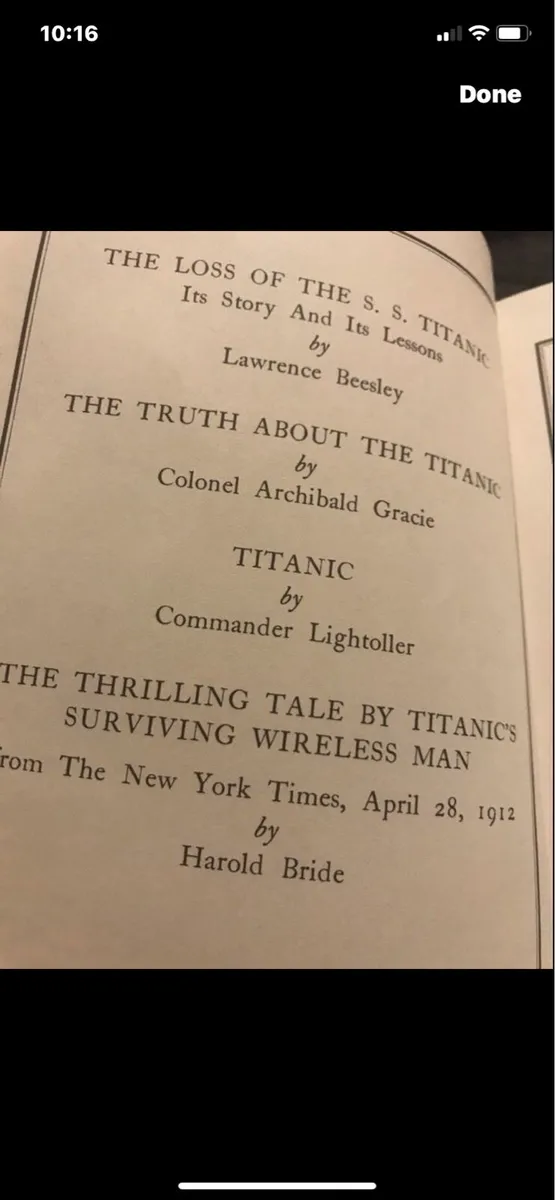 10:16
Done
THE LOSS OF THE S. S. TITANIC
Its Story And Its Lessons
by
Lawrence Beesley
THE TRUTH ABOUT THE TITANIC
by
Colonel Archibald Gracie
TITANIC
by
Commander Lightoller
THE THRILLING TALE BY TITANIC'S
SURVIVING WIRELESS MAN
rom The New York Times, April 28, 1912
by
Harold Bride